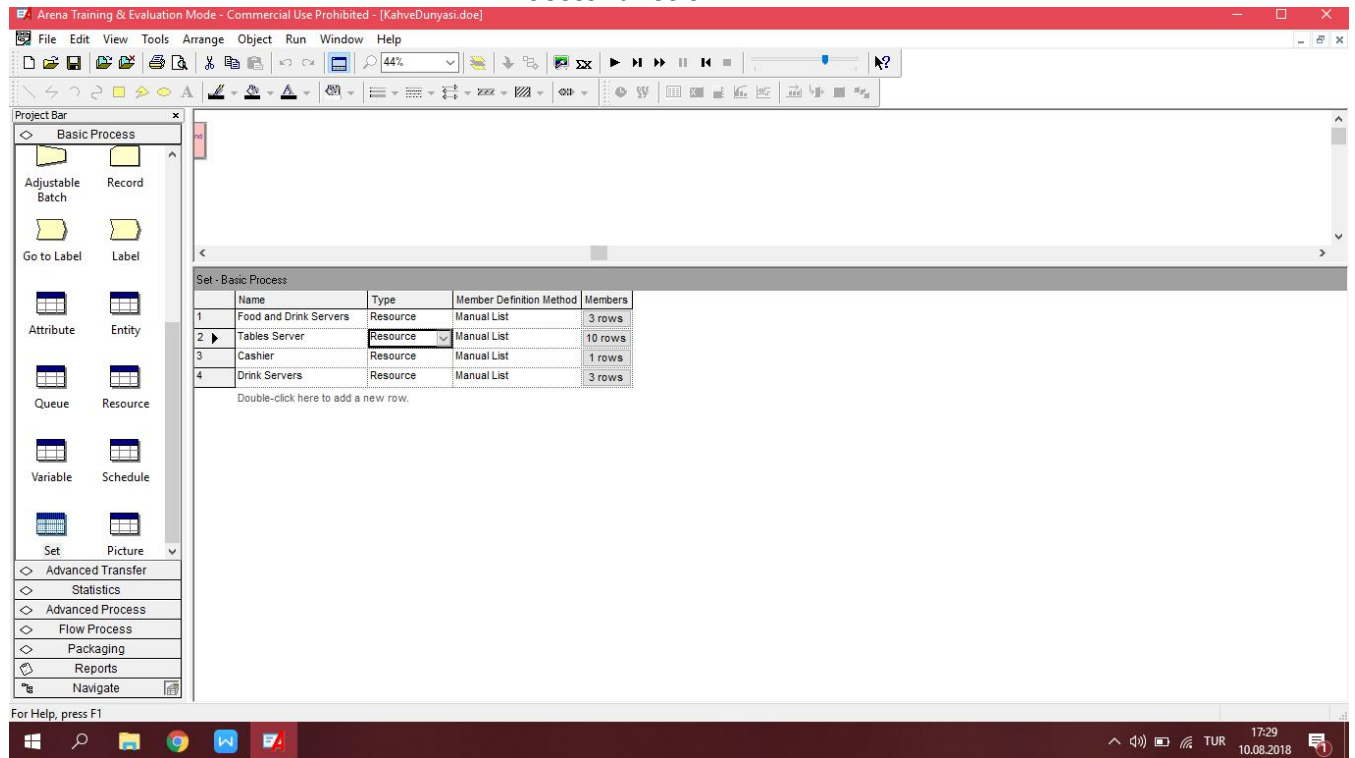 Arena Training & Evaluation Mode - Commercial Use Prohibited - [KahveDunyasi.doe]
File Edit View Tools Arrange Object Run Window Help
44%
Project Bar
Basic Process
Adjustable Batch
Record
Go to Label
Label
Attribute
Entity
Queue
Resource
Variable
Schedule
Set
Picture
Advanced Transfer
Statistics
Advanced Process
Flow Process
Packaging
Reports
Navigate
Set - Basic Process
Name Type Member Definition Method Members
1 Food and Drink Servers Resource Manual List 3 rows
2 Tables Server Resource Manual List 10 rows
3 Cashier Resource Manual List 1 rows
4 Drink Servers Resource Manual List 3 rows
Double-click here to add a new row.
For Help, press F1
TUR
17:29
10.08.2018